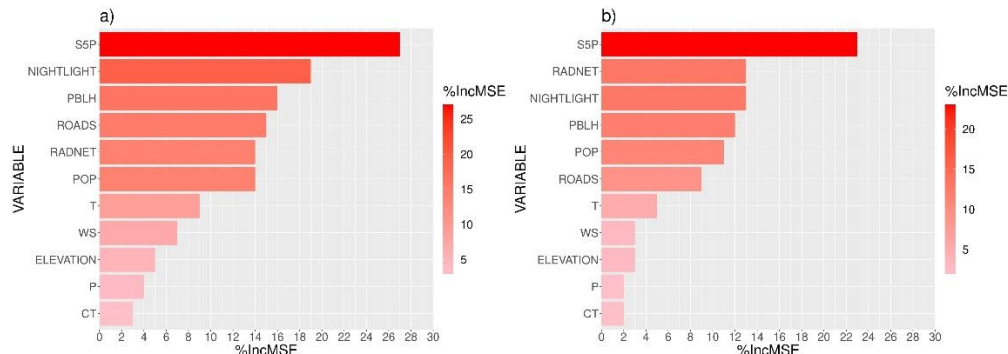 a)
VARIABLE
S5P
NIGHTLIGHT
PBLH
ROADS
RADNET
POP
T
WS
ELEVATION
P
CT
0 2 4 6 8 10 12 14 16 18 20 22 24 26 28 30
%IncMSE
%IncMSE
25
20
15
10
5
b)
VARIABLE
S5P
RADNET
NIGHTLIGHT
PBLH
POP
ROADS
T
WS
ELEVATION
P
CT
0 2 4 6 8 10 12 14 16 18 20 22 24 26 28 30
%IncMSE
%IncMSE
20
15
10
5